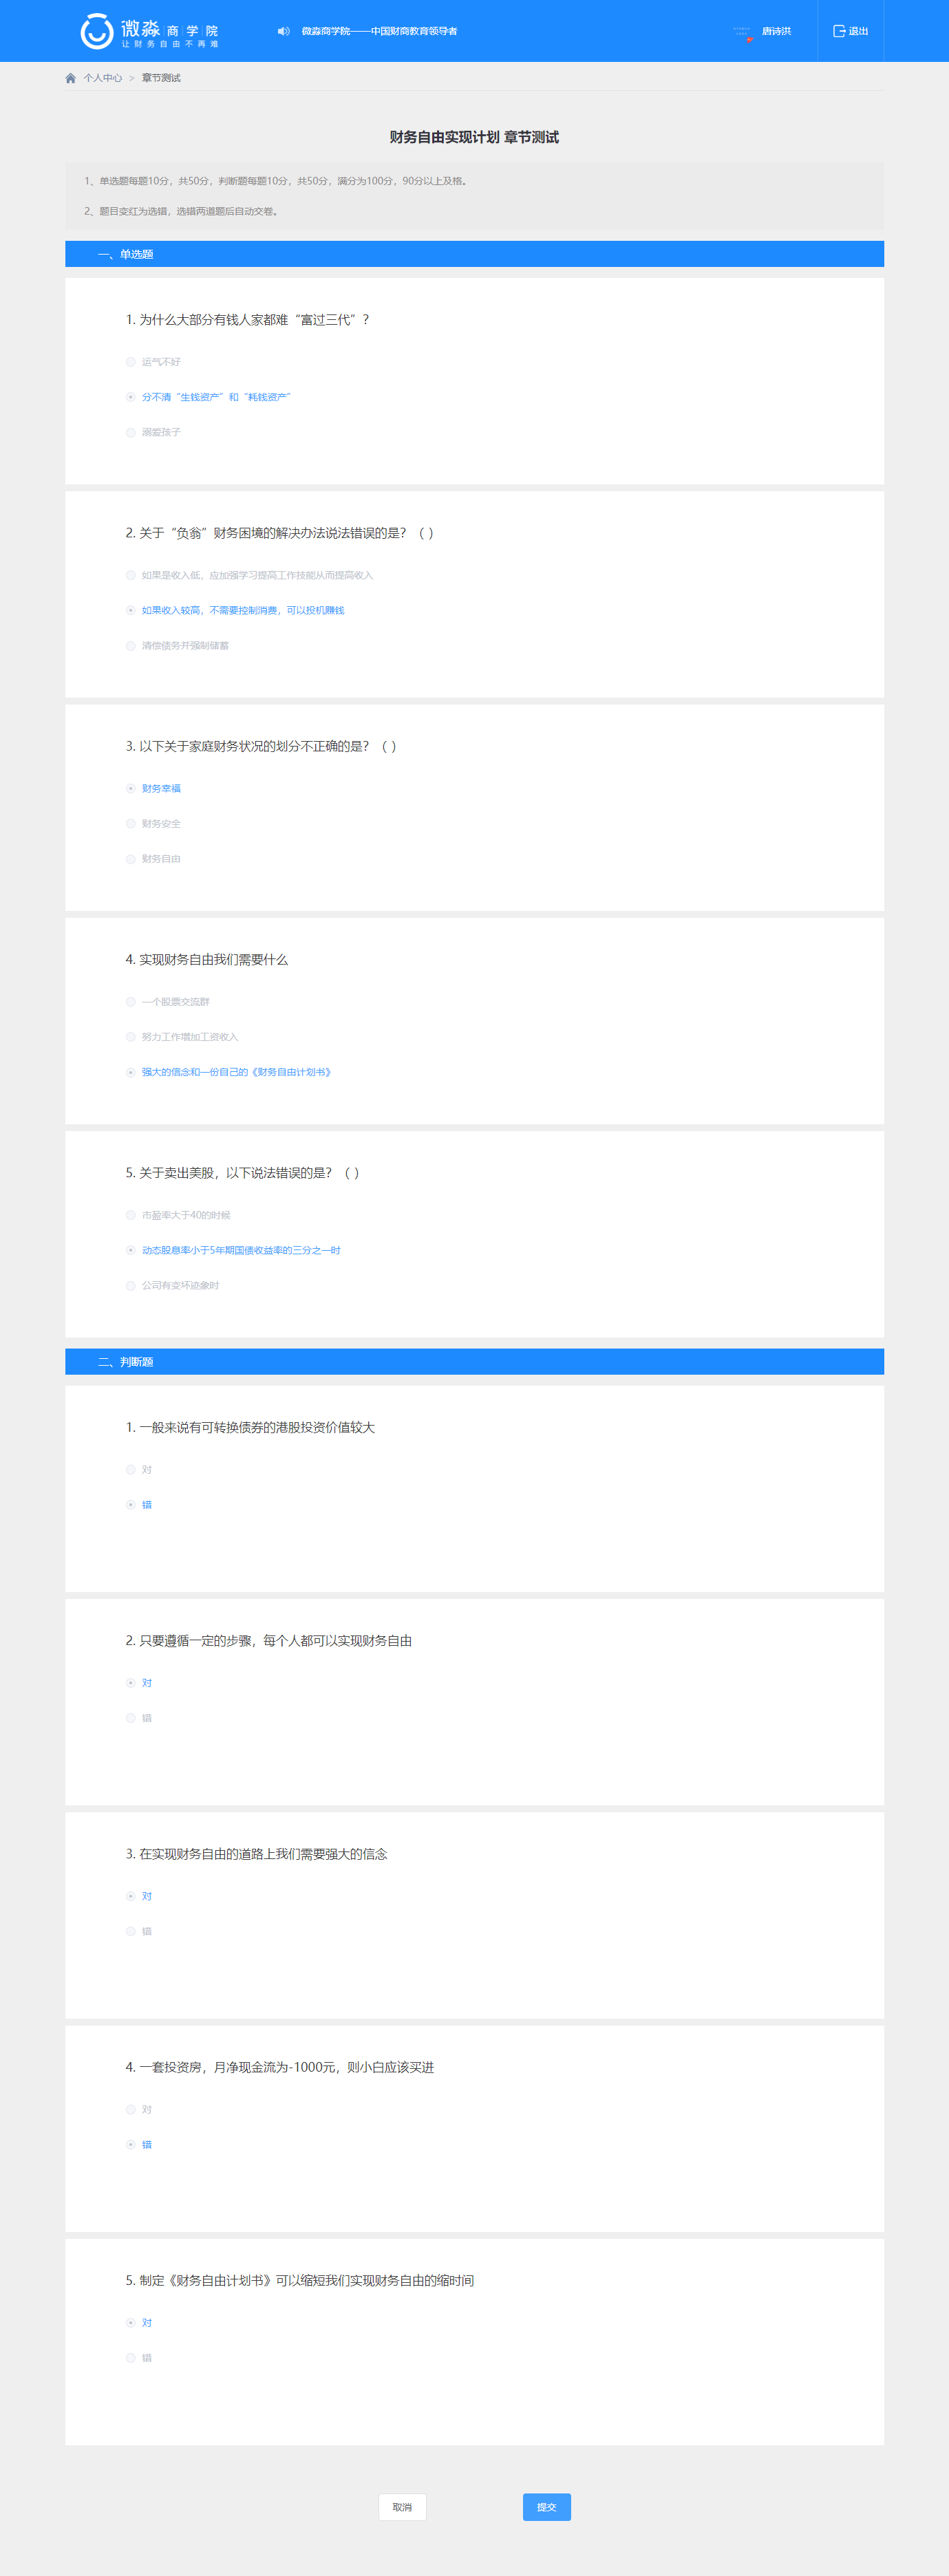 微淼商学院
让财务自由不再难
微淼商学院——中国财商教育领导者
唐诗洪
退出
个人中心 > 章节测试
财务自由实现计划 章节测试
1、单选题每题10分，共50分，判断题每题10分，共50分，满分为100分，90分以上及格。
2、题目变红为选错，选错两道题后自动交卷。
一、单选题
1. 为什么大部分有钱人家都难“富过三代”？
运气不好
分不清“生钱资产”和“耗钱资产”
溺爱孩子
2. 关于“负翁”财务困境的解决办法说法错误的是？（ ）
如果是收入低，应加强学习提高工作技能从而提高收入
如果收入较高，不需要控制消费，可以投机赚钱
清偿债务并强制储蓄
3. 以下关于家庭财务状况的划分不正确的是？（ ）
财务幸福
财务安全
财务自由
4. 实现财务自由我们需要什么
一个股票交流群
努力工作增加工资收入
强大的信念和一份自己的《财务自由计划书》
5. 关于卖出美股，以下说法错误的是？（ ）
市盈率大于40的时候
动态股息率小于5年期国债收益率的三分之一时
公司有变坏迹象时
二、判断题
1. 一般来说有可转换债券的港股投资价值较大
对
错
2. 只要遵循一定的步骤，每个人都可以实现财务自由
对
错
3. 在实现财务自由的道路上我们需要强大的信念
对
错
4. 一套投资房，月净现金流为-1000元，则小白应该买进
对
错
5. 制定《财务自由计划书》可以缩短我们实现财务自由的缩时间
对
错
取消
提交